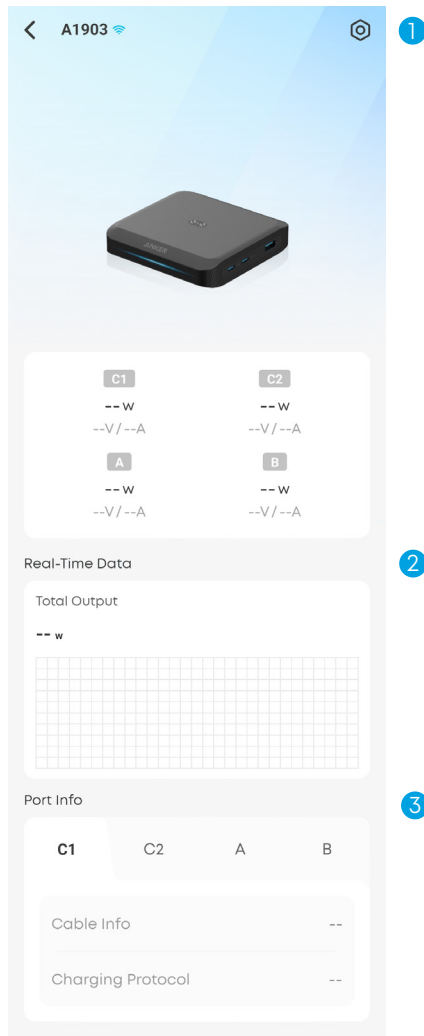 A1903
1
ANKER
C1 C2
--W --W
--V/--A --V/--A
A B
--W --W
--V/--A --V/--A
Real-Time Data
2
Total Output
--W
Port Info
3
C1 C2 A B
Cable Info --
Charging Protocol --